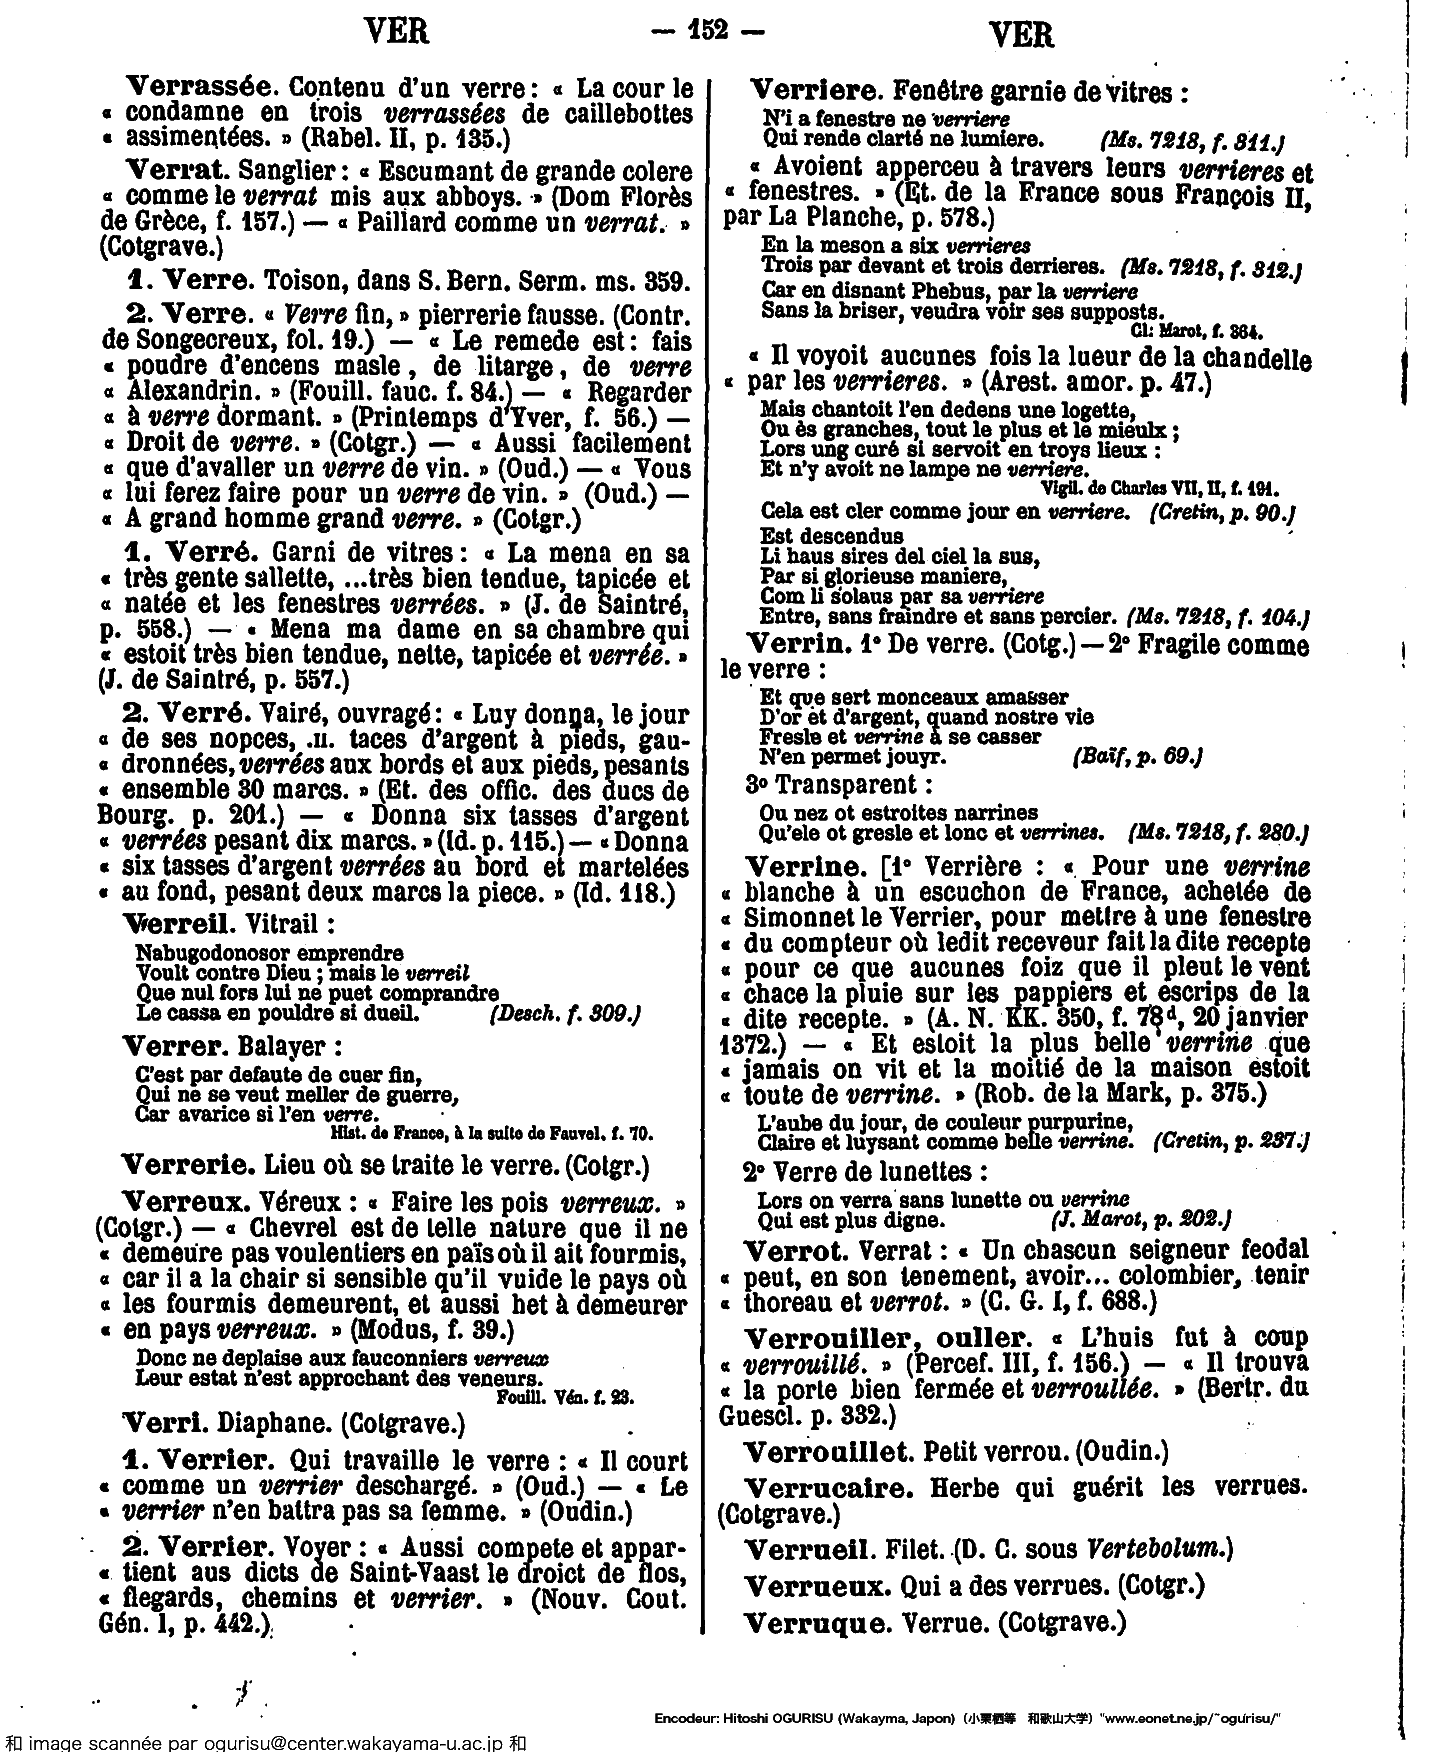 VER — 152 — VER
Verrassée. Contenu d'un verre : « La cour le
« condamne en trois verrassées de caillebottes
« assimentées. » (Rabel. II, p. 135.)
Verrat. Sanglier : « Escumant de grande colere
« comme le verrat mis aux abboys. » (Dom Florès
de Grèce, f. 157.) — « Paillard comme un verrat. »
(Cotgrave.)
1. Verre. Toison, dans S. Bern. Serm. ms. 359.
2. Verre. « Verre fin, » pierrerie fausse. (Contr.
de Songecreux, fol. 19.) — « Le remede est : fais
« poudre d'encens masle, de litarge, de verre
« Alexandrin. » (Fouill. fauc. f. 84.) — « Regarder
« à verre dormant. » (Printemps d'Yver, f. 56.) —
« Droit de verre. » (Cotgr.) — « Aussi facilement
« que d'avaller un verre de vin. » (Oud.) — « Vous
« lui ferez faire pour un verre de vin. » (Oud.) —
« A grand homme grand verre. » (Cotgr.)
1. Verré. Garni de vitres : « La mena en sa
« très gente sallette, ...très bien tendue, tapicée et
« natée et les fenestres verrées. » (J. de Saintré,
p. 558.) — « Mena ma dame en sa chambre qui
« estoit très bien tendue, nette, tapicée et verrée. »
(J. de Saintré, p. 557.)
2. Verré. Vairé, ouvragé : « Luy donna, le jour
« de ses nopces, .II. taces d'argent à pieds, gau-
« dronnées, verrées aux bords et aux pieds, pesants
« ensemble 30 marcs. » (Et. des offic. des ducs de
Bourg. p. 201.) — « Donna six tasses d'argent
« verrées pesant dix marcs. » (Id. p. 115.) — « Donna
« six tasses d'argent verrées au bord et martelées
« au fond, pesant deux marcs la piece. » (Id. 118.)
Verreil. Vitrail :
Nabugodonosor emprendre
Voult contre Dieu ; mais le verreil
Que nul fors lui ne puet comprandre
Le cassa en pouldre si dueil. (Desch. f. 309.)
Verrer. Balayer :
C'est par defaute de cuer fin,
Qui ne se veut meller de guerre,
Car avarice si l'en verre.
Hist. de France, à la suite de Fauvel. f. 70.
Verrerie. Lieu où se traite le verre. (Cotgr.)
Verreux. Véreux : « Faire les pois verreux. »
(Cotgr.) — « Chevrel est de telle nature que il ne
« demeure pas voulentiers en païs où il ait fourmis,
« car il a la chair si sensible qu'il vuide le pays où
« les fourmis demeurent, et aussi het à demeurer
« en pays verreux. » (Modus, f. 39.)
Donc ne deplaise aux fauconniers verreux
Leur estat n'est approchant des veneurs.
Fouill. Vén. f. 23.
Verri. Diaphane. (Cotgrave.)
1. Verrier. Qui travaille le verre : « Il court
« comme un verrier deschargé. » (Oud.) — « Le
« verrier n'en battra pas sa femme. » (Oudin.)
2. Verrier. Voyer : « Aussi compete et appar-
« tient aus dicts de Saint-Vaast le droict de flos,
« flegards, chemins et verrier. » (Nouv. Cout.
Gén. I, p. 442.)
Verriere. Fenêtre garnie de vitres :
N'i a fenestre ne verriere
Qui rende clarté ne lumiere. (Ms. 7218, f. 311.)
« Avoient apperceu à travers leurs verrieres et
« fenestres. » (Et. de la France sous François II,
par La Planche, p. 578.)
En la meson a six verrieres
Trois par devant et trois derrieres. (Ms. 7218, f. 312.)
Car en disnant Phebus, par la verriere
Sans la briser, veudra voir ses supposts.
Cl: Marot, f. 364.
« Il voyoit aucunes fois la lueur de la chandelle
« par les verrieres. » (Arest. amor. p. 47.)
Mais chantoit l'en dedens une logette,
Ou ès granches, tout le plus et le mieulx ;
Lors ung curé si servoit en troys lieux :
Et n'y avoit ne lampe ne verriere.
Vigil. de Charles VII, II, f. 191.
Cela est cler comme jour en verriere. (Cretin, p. 90.)
Est descendus
Li haus sires del ciel la sus,
Par si glorieuse maniere,
Com li solaus par sa verriere
Entre, sans fraindre et sans percier. (Ms. 7218, f. 104.)
Verrin. 1° De verre. (Cotg.) — 2° Fragile comme
le verre :
Et que sert monceaux amasser
D'or et d'argent, quand nostre vie
Fresle et verrine à se casser
N'en permet jouyr. (Baïf, p. 69.)
3° Transparent :
Ou nez ot estroites narrines
Qu'ele ot gresle et lonc et verrines. (Ms. 7218, f. 280.)
Verrine. [1° Verrière : « Pour une verrine
« blanche à un escuchon de France, achetée de
« Simonnet le Verrier, pour mettre à une fenestre
« du compteur où ledit receveur fait la dite recepte
« pour ce que aucunes foiz que il pleut le vent
« chace la pluie sur les pappiers et escrips de la
« dite recepte. » (A. N. KK. 350, f. 78d, 20 janvier
1372.) — « Et estoit la plus belle verrine que
« jamais on vit et la moitié de la maison estoit
« toute de verrine. » (Rob. de la Mark, p. 375.)
L'aube du jour, de couleur purpurine,
Claire et luysant comme belle verrine. (Cretin, p. 237.)
2° Verre de lunettes :
Lors on verra sans lunette ou verrine
Qui est plus digne. (J. Marot, p. 202.)
Verrot. Verrat : « Un chascun seigneur feodal
« peut, en son tenement, avoir... colombier, tenir
« thoreau et verrot. » (C. G. I, f. 688.)
Verrouiller, ouller. « L'huis fut à coup
« verrouillé. » (Percef. III, f. 156.) — « Il trouva
« la porte bien fermée et verroullée. » (Bertr. du
Guescl. p. 332.)
Verrouillet. Petit verrou. (Oudin.)
Verrucaire. Herbe qui guérit les verrues.
(Cotgrave.)
Verrueil. Filet. (D. C. sous Vertebolum.)
Verrueux. Qui a des verrues. (Cotgr.)
Verruque. Verrue. (Cotgrave.)
Encodeur: Hitoshi OGURISU (Wakayma, Japon) (小栗栖等 和歌山大学) "www.eonet.ne.jp/~ogurisu/"
和 image scannée par ogurisu@center.wakayama-u.ac.jp 和